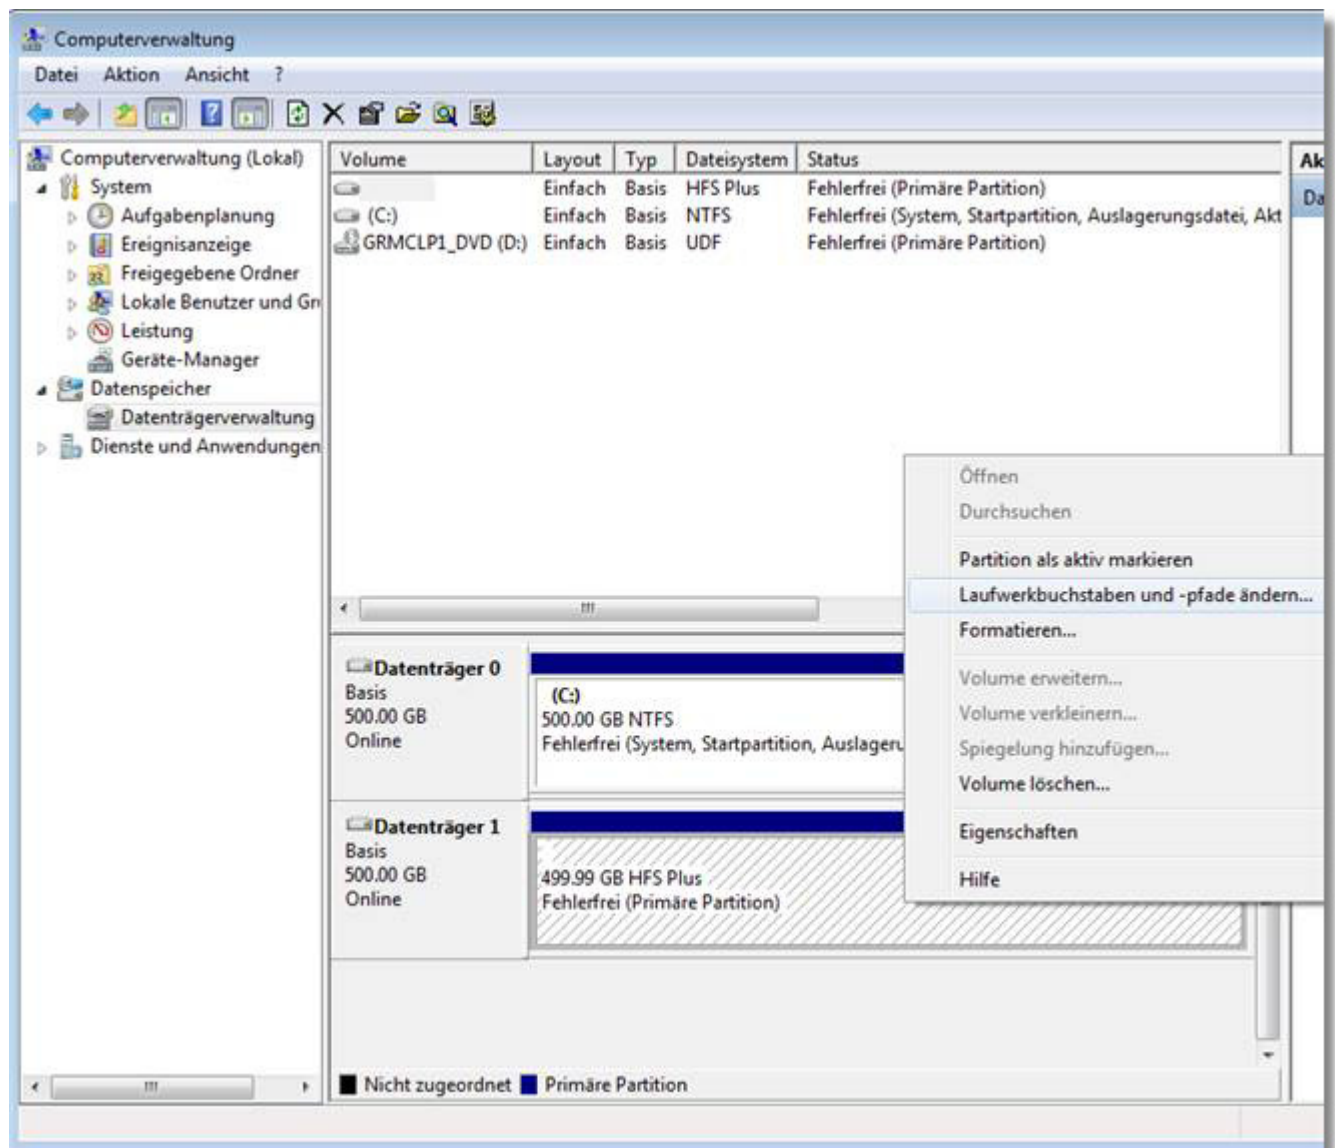 Computerverwaltung
Datei Aktion Ansicht ?
Computerverwaltung (Lokal)
System
Aufgabenplanung
Ereignisanzeige
Freigegebene Ordner
Lokale Benutzer und Gru
Leistung
Geräte-Manager
Datenspeicher
Datenträgerverwaltung
Dienste und Anwendungen
Volume Layout Typ Dateisystem Status
Einfach Basis HFS Plus Fehlerfrei (Primäre Partition)
(C:) Einfach Basis NTFS Fehlerfrei (System, Startpartition, Auslagerungsdatei, Akt
GRMCLP1_DVD (D:) Einfach Basis UDF Fehlerfrei (Primäre Partition)
Ak
Da
Öffnen
Durchsuchen
Partition als aktiv markieren
Laufwerkbuchstaben und -pfade ändern...
Formatieren...
Volume erweitern...
Volume verkleinern...
Spiegelung hinzufügen...
Volume löschen...
Eigenschaften
Hilfe
Datenträger 0
Basis
500.00 GB
Online
(C:)
500.00 GB NTFS
Fehlerfrei (System, Startpartition, Auslageru
Datenträger 1
Basis
500.00 GB
Online
499.99 GB HFS Plus
Fehlerfrei (Primäre Partition)
Nicht zugeordnet Primäre Partition